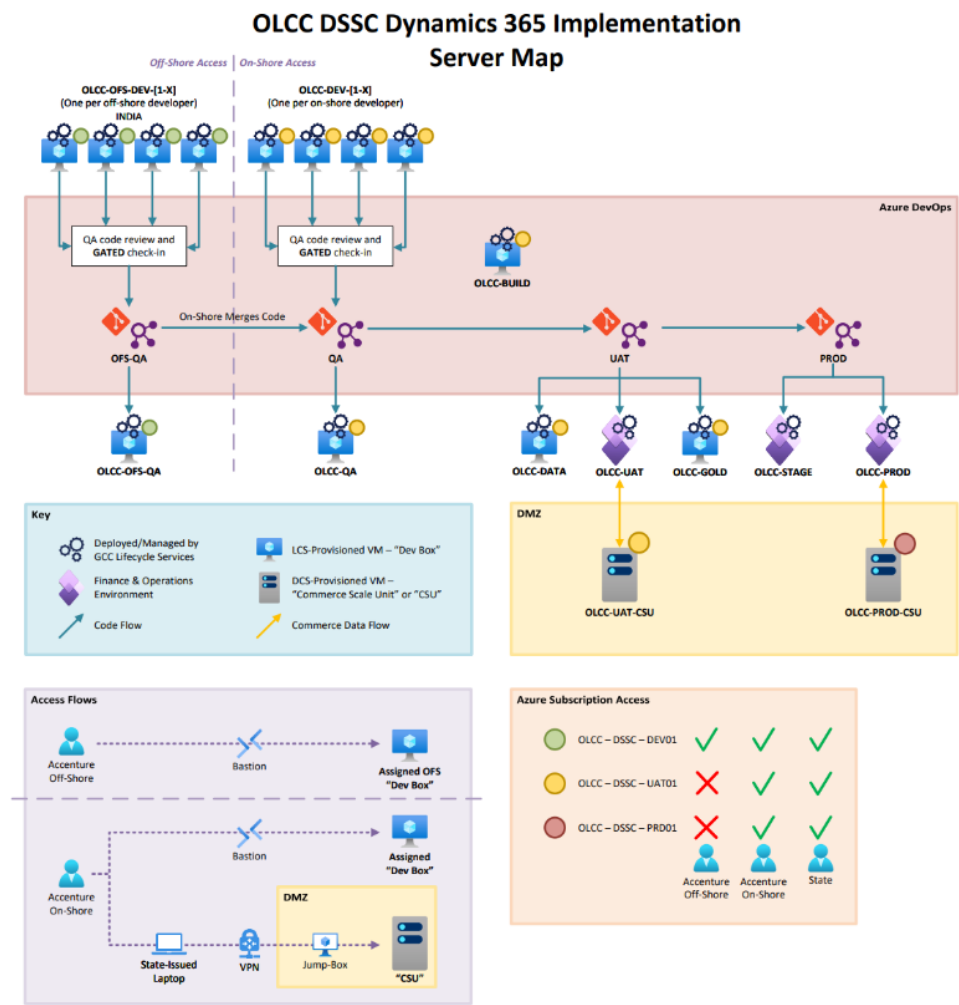 OLCC DSSC Dynamics 365 Implementation
Server Map
Off-Shore Access
On-Shore Access
OLCC-OFS-DEV-[1-X]
(One per off-shore developer)
INDIA
OLCC-DEV-[1-X]
(One per on-shore developer)
Azure DevOps
QA code review and
GATED check-in
QA code review and
GATED check-in
OLCC-BUILD
On-Shore Merges Code
OFS-QA
QA
UAT
PROD
OLCC-OFS-QA
OLCC-QA
OLCC-DATA
OLCC-UAT
OLCC-GOLD
OLCC-STAGE
OLCC-PROD
Key
Deployed/Managed by
GCC Lifecycle Services
LCS-Provisioned VM – "Dev Box"
Finance & Operations
Environment
DCS-Provisioned VM –
"Commerce Scale Unit" or "CSU"
Code Flow
Commerce Data Flow
DMZ
OLCC-UAT-CSU
OLCC-PROD-CSU
Access Flows
Accenture
Off-Shore
Bastion
Assigned OFS
"Dev Box"
Accenture
On-Shore
Bastion
Assigned
"Dev Box"
State-Issued
Laptop
VPN
DMZ
Jump-Box
"CSU"
Azure Subscription Access
OLCC – DSSC – DEV01
OLCC – DSSC – UAT01
OLCC – DSSC – PRD01
Accenture
Off-Shore
Accenture
On-Shore
State